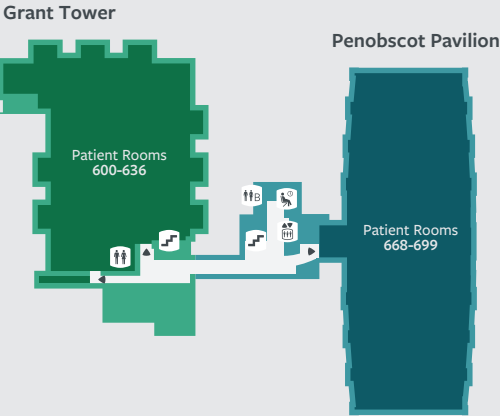 Grant Tower
Penobscot Pavilion
Patient Rooms
600-636
B
Patient Rooms
668-699